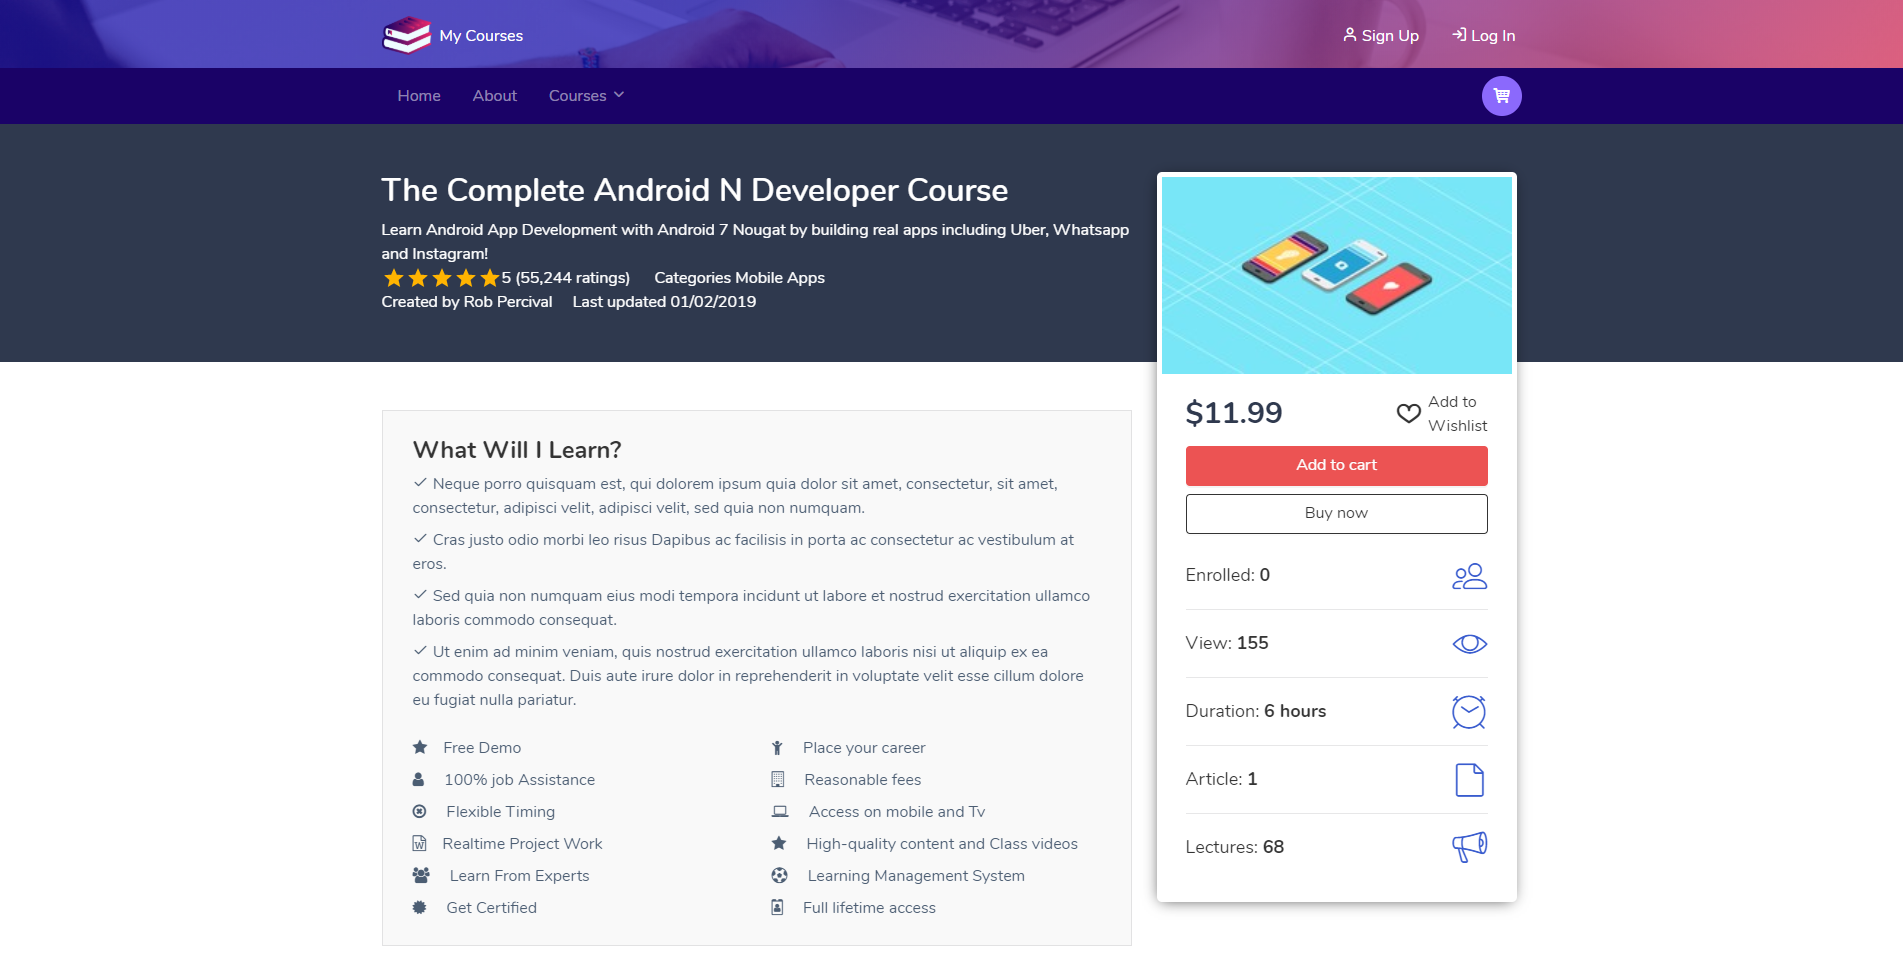 My Courses
Sign Up
Log In
Home
About
Courses
The Complete Android N Developer Course
Learn Android App Development with Android 7 Nougat by building real apps including Uber, Whatsapp
and Instagram!
5 (55,244 ratings) Categories Mobile Apps
Created by Rob Percival Last updated 01/02/2019
$11.99
Add to
Wishlist
Add to cart
Buy now
Enrolled: 0
View: 155
Duration: 6 hours
Article: 1
Lectures: 68
What Will I Learn?
Neque porro quisquam est, qui dolorem ipsum quia dolor sit amet, consectetur, sit amet,
consectetur, adipisci velit, adipisci velit, sed quia non numquam.
Cras justo odio morbi leo risus Dapibus ac facilisis in porta ac consectetur ac vestibulum at
eros.
Sed quia non numquam eius modi tempora incidunt ut labore et nostrud exercitation ullamco
laboris commodo consequat.
Ut enim ad minim veniam, quis nostrud exercitation ullamco laboris nisi ut aliquip ex ea
commodo consequat. Duis aute irure dolor in reprehenderit in voluptate velit esse cillum dolore
eu fugiat nulla pariatur.
Free Demo
Place your career
100% job Assistance
Reasonable fees
Flexible Timing
Access on mobile and Tv
Realtime Project Work
High-quality content and Class videos
Learn From Experts
Learning Management System
Get Certified
Full lifetime access